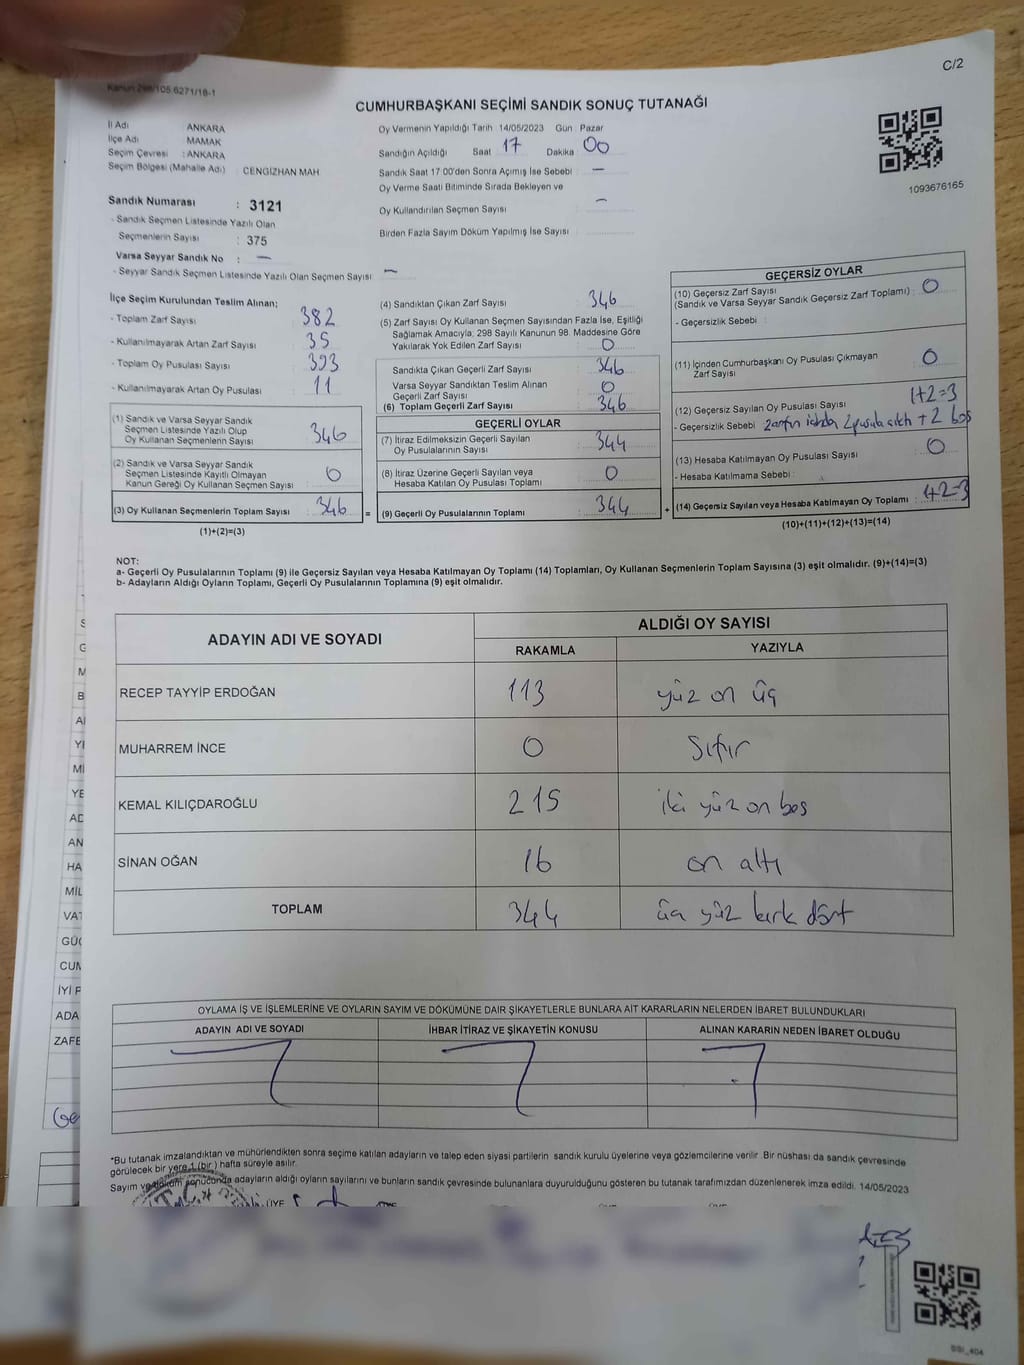 C/2
Kanun 298/105 6271/18-1
CUMHURBAŞKANI SEÇİMİ SANDIK SONUÇ TUTANAĞI
İl Adı ANKARA
İlçe Adı MAMAK
Seçim Çevresi : ANKARA
Seçim Bölgesi (Mahalle Adı) : CENGİZHAN MAH
Sandık Numarası : 3121
- Sandık Seçmen Listesinde Yazılı Olan
Seçmenlerin Sayısı : 375
Varsa Seyyar Sandık No : —
- Seyyar Sandık Seçmen Listesinde Yazılı Olan Seçmen Sayısı : —
Oy Vermenin Yapıldığı Tarih 14/05/2023 Gün Pazar
Sandığın Açıldığı Saat 17 Dakika 00
Sandık Saat 17 00'den Sonra Açımış İse Sebebi : —
Oy Verme Saati Bitiminde Sırada Bekleyen ve
Oy Kullandırılan Seçmen Sayısı : —
Birden Fazla Sayım Döküm Yapılmış İse Sayısı :
1093676165
İlçe Seçim Kurulundan Teslim Alınan;
- Toplam Zarf Sayısı : 382
- Kullanılmayarak Artan Zarf Sayısı : 35
- Toplam Oy Pusulası Sayısı : 393
- Kullanılmayarak Artan Oy Pusulası : 11
(1) Sandık ve Varsa Seyyar Sandık
Seçmen Listesinde Yazılı Olup
Oy Kullanan Seçmenlerin Sayısı : 346
(2) Sandık ve Varsa Seyyar Sandık
Seçmen Listesinde Kayıtlı Olmayan
Kanun Gereği Oy Kullanan Seçmen Sayısı : 0
(3) Oy Kullanan Seçmenlerin Toplam Sayısı : 346 =
(1)+(2)=(3)
(4) Sandıktan Çıkan Zarf Sayısı : 346
(5) Zarf Sayısı Oy Kullanan Seçmen Sayısından Fazla İse, Eşitliği
Sağlamak Amacıyla; 298 Sayılı Kanunun 98. Maddesine Göre
Yakılarak Yok Edilen Zarf Sayısı : 0
Sandıkta Çıkan Geçerli Zarf Sayısı : 346
Varsa Seyyar Sandıktan Teslim Alınan
Geçerli Zarf Sayısı : 0
(6) Toplam Geçerli Zarf Sayısı : 346
GEÇERLİ OYLAR
(7) İtiraz Edilmeksizin Geçerli Sayılan
Oy Pusulalarının Sayısı : 344
(8) İtiraz Üzerine Geçerli Sayılan veya
Hesaba Katılan Oy Pusulası Toplamı : 0
(9) Geçerli Oy Pusulalarının Toplamı : 344 +
GEÇERSİZ OYLAR
(10) Geçersiz Zarf Sayısı
(Sandık ve Varsa Seyyar Sandık Geçersiz Zarf Toplamı) : 0
- Geçersizlik Sebebi :
(11) İçinden Cumhurbaşkanı Oy Pusulası Çıkmayan
Zarf Sayısı : 0
(12) Geçersiz Sayılan Oy Pusulası Sayısı : 1+2=3
- Geçersizlik Sebebi 2 pusula + 2 boş
(13) Hesaba Katılmayan Oy Pusulası Sayısı : 0
- Hesaba Katılmama Sebebi :
(14) Geçersiz Sayılan veya Hesaba Katılmayan Oy Toplamı : 1+2=3
(10)+(11)+(12)+(13)=(14)
NOT:
a- Geçerli Oy Pusulalarının Toplamı (9) ile Geçersiz Sayılan veya Hesaba Katılmayan Oy Toplamı (14) Toplamları, Oy Kullanan Seçmenlerin Toplam Sayısına (3) eşit olmalıdır. (9)+(14)=(3)
b- Adayların Aldığı Oyların Toplamı, Geçerli Oy Pusulalarının Toplamına (9) eşit olmalıdır.
ADAYIN ADI VE SOYADI
ALDIĞI OY SAYISI
RAKAMLA YAZIYLA
RECEP TAYYİP ERDOĞAN 113 yüz on üç
MUHARREM İNCE 0 Sıfır
KEMAL KILIÇDAROĞLU 215 iki yüz on beş
SİNAN OĞAN 16 on altı
TOPLAM 344 üç yüz kırk dört
OYLAMA İŞ VE İŞLEMLERİNE VE OYLARIN SAYIM VE DÖKÜMÜNE DAİR ŞİKAYETLERLE BUNLARA AİT KARARLARIN NELERDEN İBARET BULUNDUKLARI
ADAYIN ADI VE SOYADI İHBAR İTİRAZ VE ŞİKAYETİN KONUSU ALINAN KARARIN NEDEN İBARET OLDUĞU
*Bu tutanak imzalandıktan ve mühürlendikten sonra seçime katılan adayların ve talep eden siyasi partilerin sandık kurulu üyelerine veya gözlemcilerine verilir. Bir nüshası da sandık çevresinde
görülecek bir yere 1 (bir) hafta süreyle asılır.
Sayım ve döküm sonucunda adayların aldığı oyların sayılarını ve bunların sandık çevresinde bulunanlara duyurulduğunu gösteren bu tutanak tarafımızdan düzenlenerek imza edildi. 14/05/2023
T.C.
ÜYE
S
G
M
B
Al
Yİ
Mİ
YE
AD
AN
HA
MİL
VAT
CUM
İYİ P
ADA
ZAFE
Ge